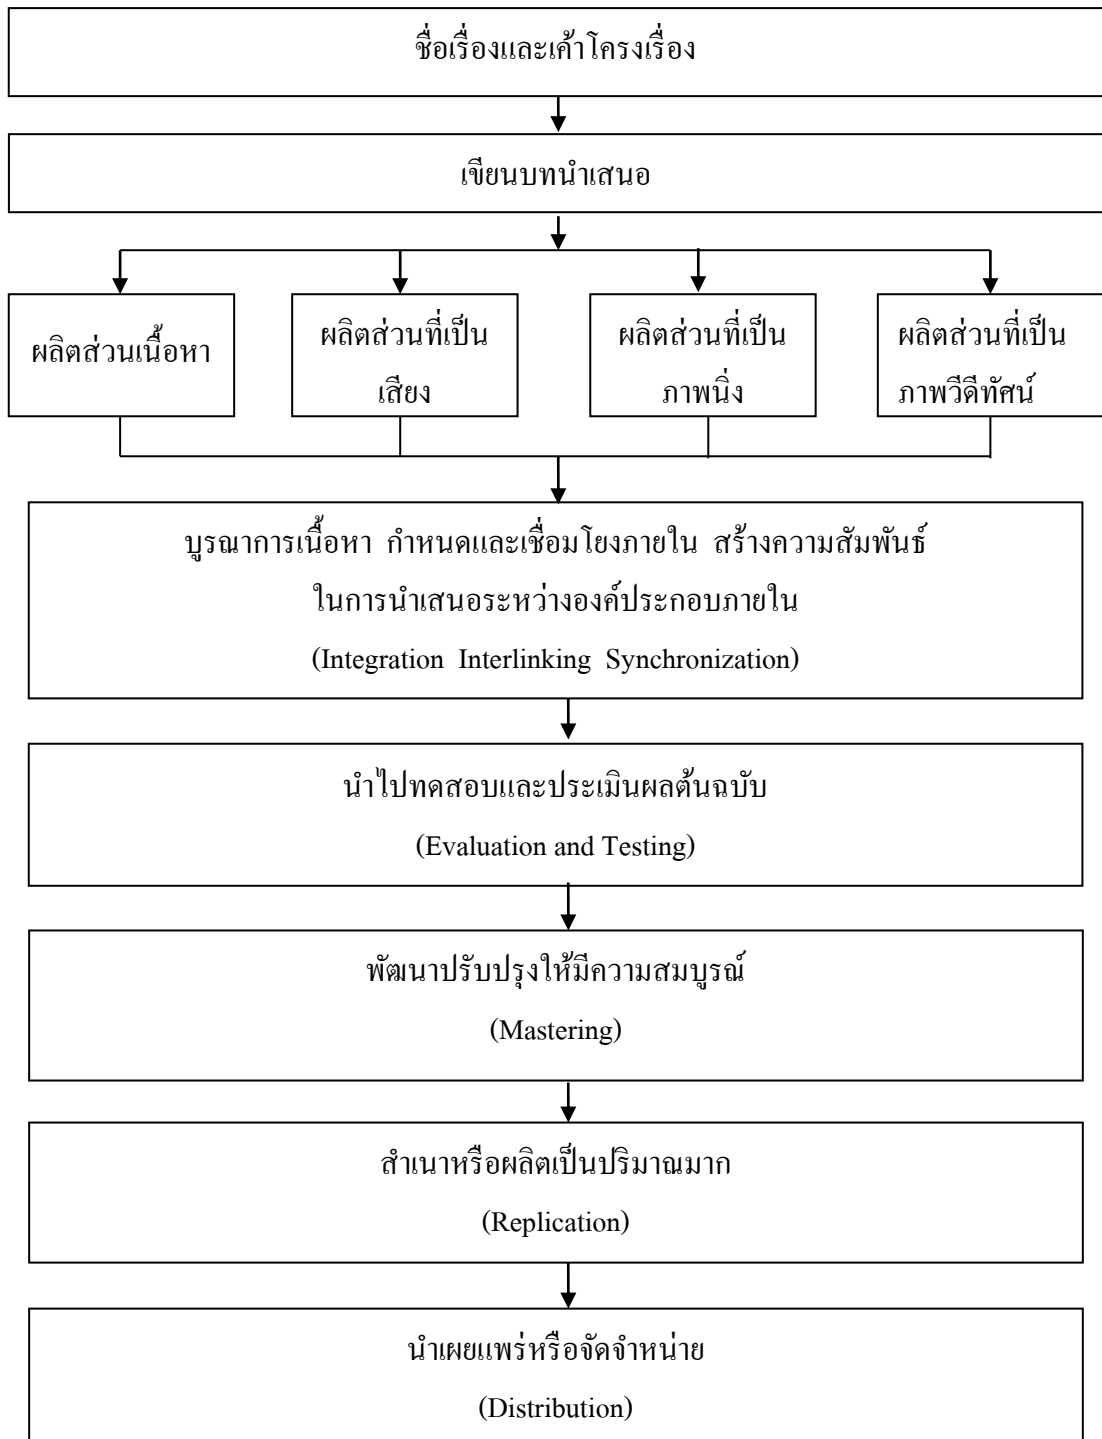 ชื่อเรื่องและเค้าโครงเรื่อง
เขียนบทนำเสนอ
ผลิตส่วนเนื้อหา
ผลิตส่วนที่เป็น
เสียง
ผลิตส่วนที่เป็น
ภาพนิ่ง
ผลิตส่วนที่เป็น
ภาพวีดีทัศน์
บูรณาการเนื้อหา กำหนดและเชื่อมโยงภายใน สร้างความสัมพันธ์
ในการนำเสนอระหว่างองค์ประกอบภายใน
(Integration Interlinking Synchronization)
นำไปทดสอบและประเมินผลต้นฉบับ
(Evaluation and Testing)
พัฒนาปรับปรุงให้มีความสมบูรณ์
(Mastering)
สำเนาหรือผลิตเป็นปริมาณมาก
(Replication)
นำเผยแพร่หรือจัดจำหน่าย
(Distribution)